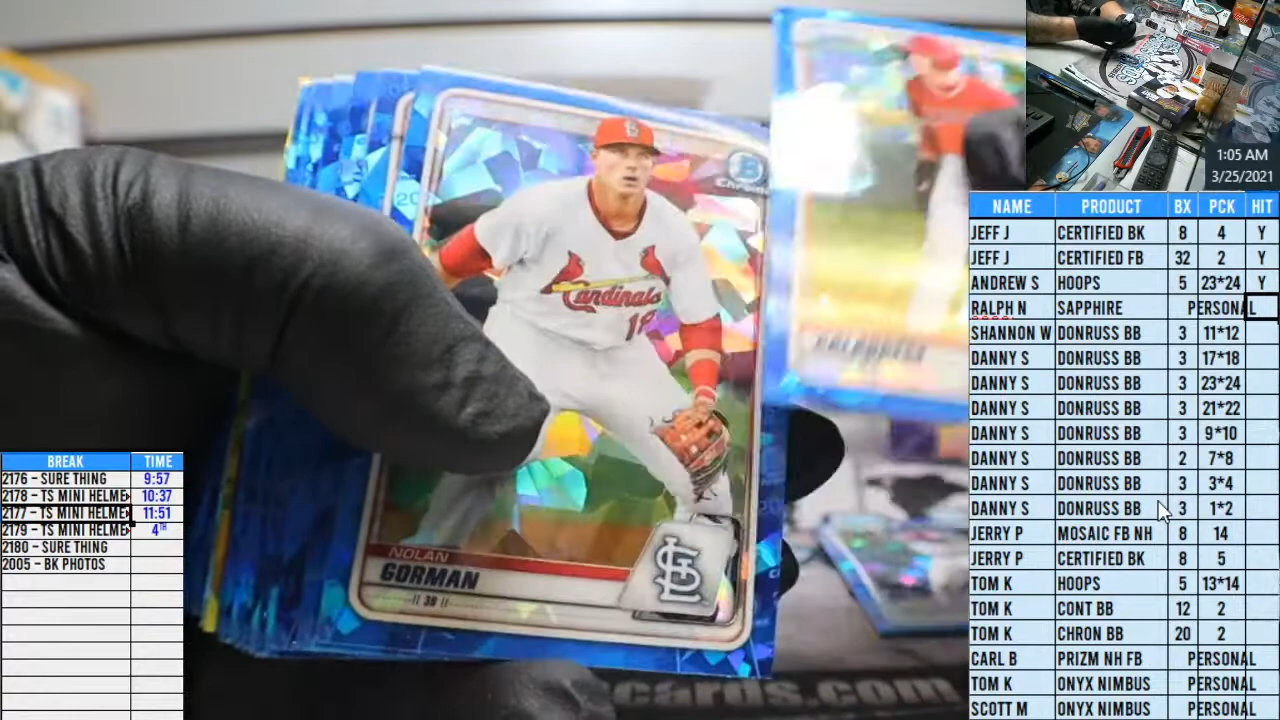 20
B
CHROME
Cardinals
18
NOLAN
GORMAN
|| 3B ||
STL
cards.com
1:05 AM
3/25/2021
NAME PRODUCT BX PCK HIT
JEFF J CERTIFIED BK 8 4 Y
JEFF J CERTIFIED FB 32 2 Y
ANDREW S HOOPS 5 23*24 Y
RALPH N SAPPHIRE PERSONAL
SHANNON W DONRUSS BB 3 11*12
DANNY S DONRUSS BB 3 17*18
DANNY S DONRUSS BB 3 23*24
DANNY S DONRUSS BB 3 21*22
DANNY S DONRUSS BB 3 9*10
DANNY S DONRUSS BB 2 7*8
DANNY S DONRUSS BB 3 3*4
DANNY S DONRUSS BB 3 1*2
JERRY P MOSAIC FB NH 8 14
JERRY P CERTIFIED BK 8 5
TOM K HOOPS 5 13*14
TOM K CONT BB 12 2
TOM K CHRON BB 20 2
CARL B PRIZM NH FB PERSONAL
TOM K ONYX NIMBUS PERSONAL
SCOTT M ONYX NIMBUS PERSONAL
BREAK TIME
2176 – SURE THING 9:57
2178 – TS MINI HELME 10:37
2177 – TS MINI HELME 11:51
2179 – TS MINI HELME 4TH
2180 – SURE THING
2005 – BK PHOTOS